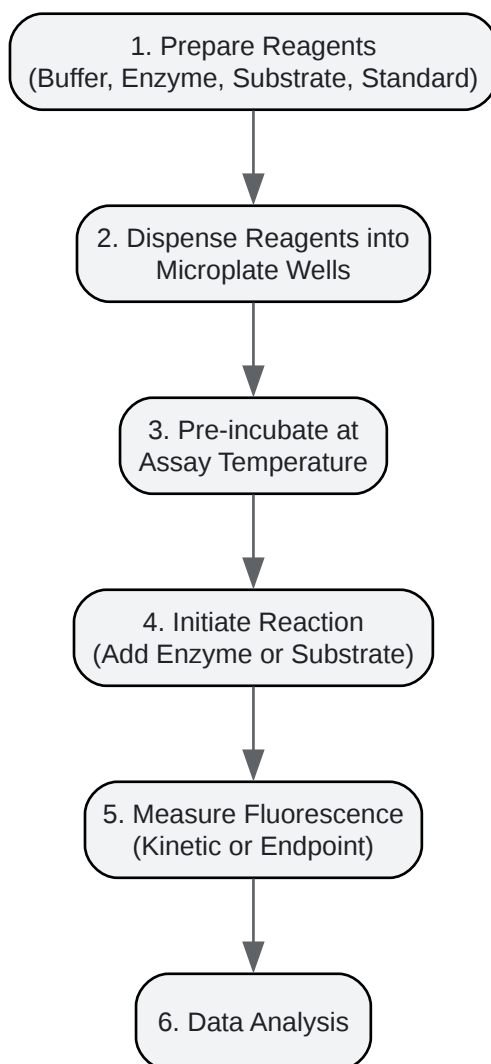 1. Prepare Reagents
(Buffer, Enzyme, Substrate, Standard)
2. Dispense Reagents into
Microplate Wells
3. Pre-incubate at
Assay Temperature
4. Initiate Reaction
(Add Enzyme or Substrate)
5. Measure Fluorescence
(Kinetic or Endpoint)
6. Data Analysis